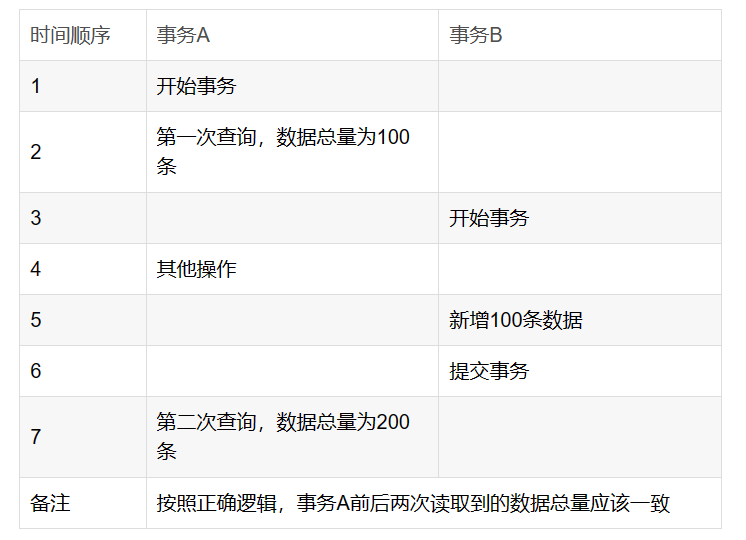 时间顺序 事务A 事务B
1 开始事务
2 第一次查询，数据总量为100
条
3 开始事务
4 其他操作
5 新增100条数据
6 提交事务
7 第二次查询，数据总量为200
条
备注 按照正确逻辑，事务A前后两次读取到的数据总量应该一致